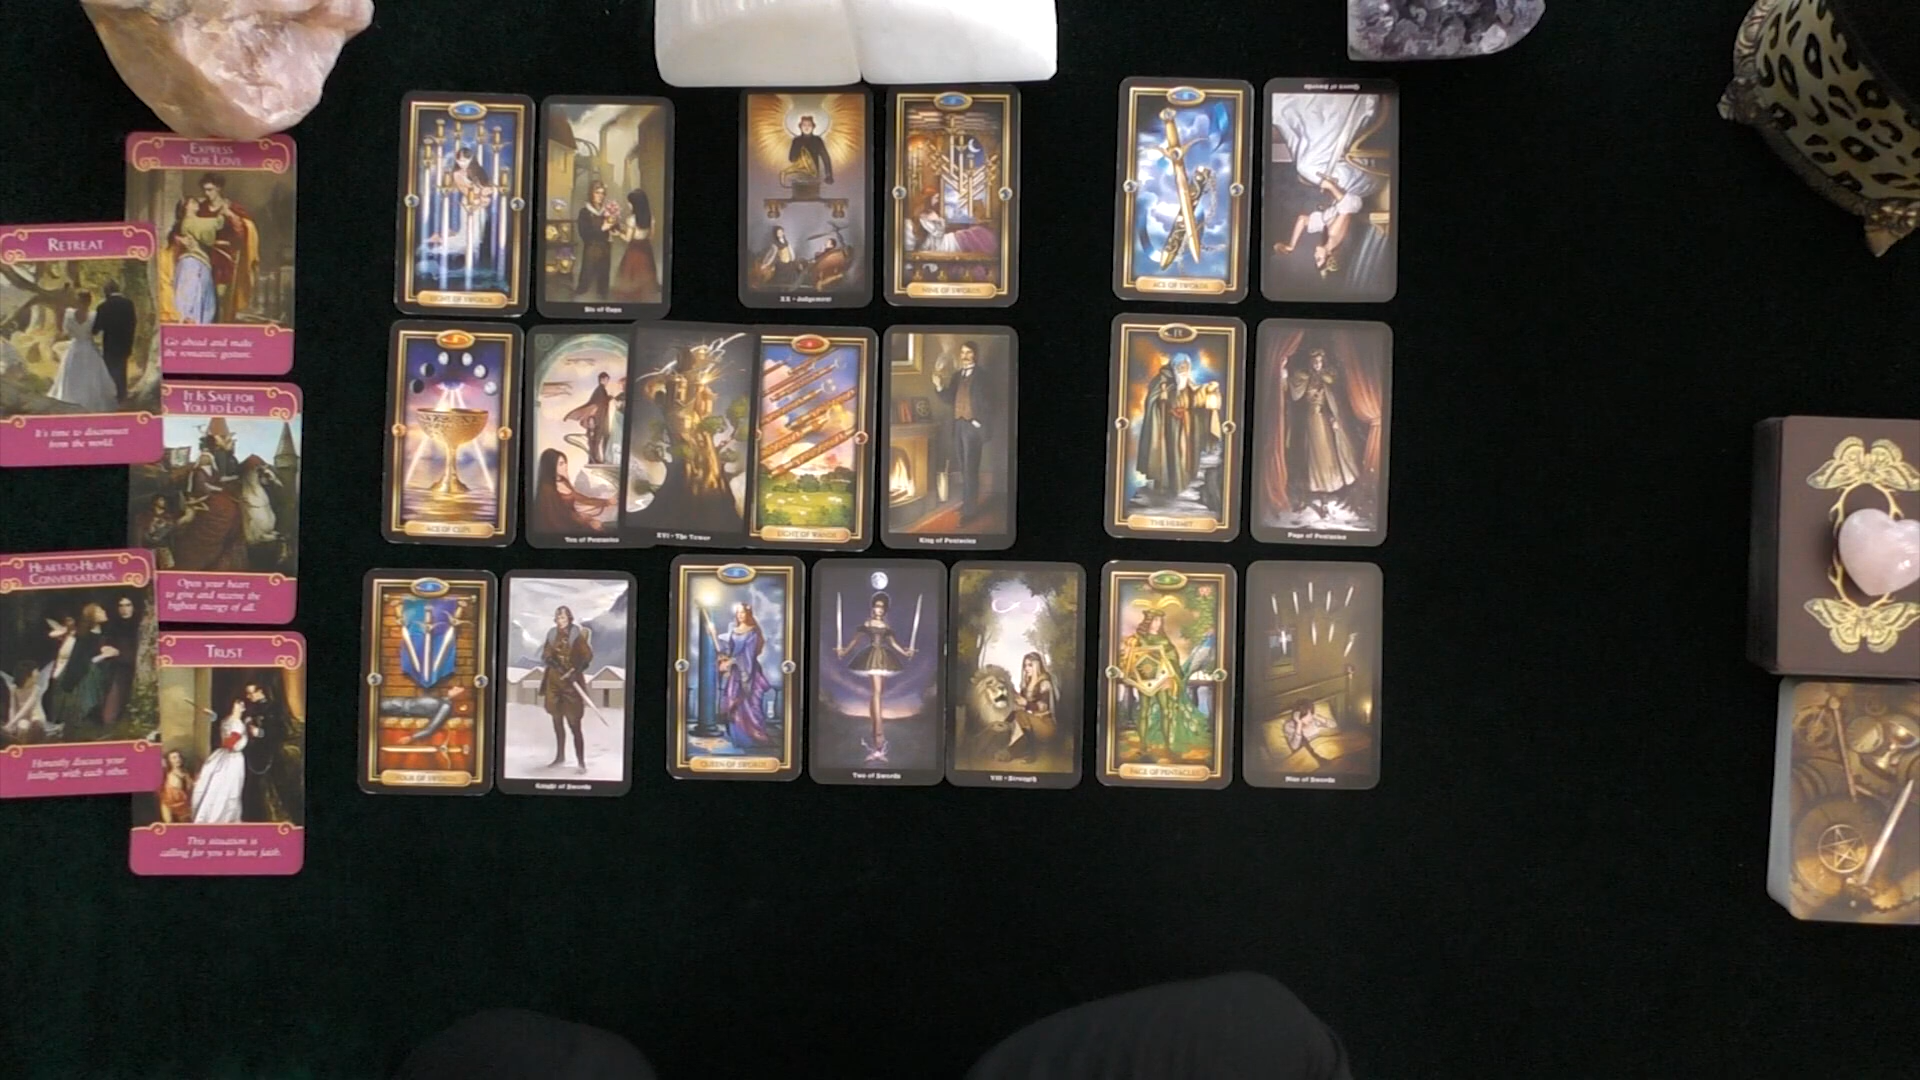 EXPRESS
YOUR LOVE
Go ahead and make
the romantic gesture.
RETREAT
It's time to disconnect
from the world.
IT IS SAFE FOR
YOU TO LOVE
Open your heart
to give and receive the
highest energy of all.
HEART-TO-HEART
CONVERSATIONS
Honestly discuss your
feelings with each other.
TRUST
This situation is
calling for you to have faith.
EIGHT OF SWORDS
Six of Cups
XX • Judgement
NINE OF SWORDS
ACE OF SWORDS
Queen of Swords
ACE OF CUPS
Ten of Pentacles
XVI • The Tower
EIGHT OF WANDS
King of Pentacles
IX
THE HERMIT
Page of Pentacles
FOUR OF SWORDS
Knight of Swords
QUEEN OF SWORDS
Two of Swords
VIII • Strength
PAGE OF PENTACLES
Nine of Swords